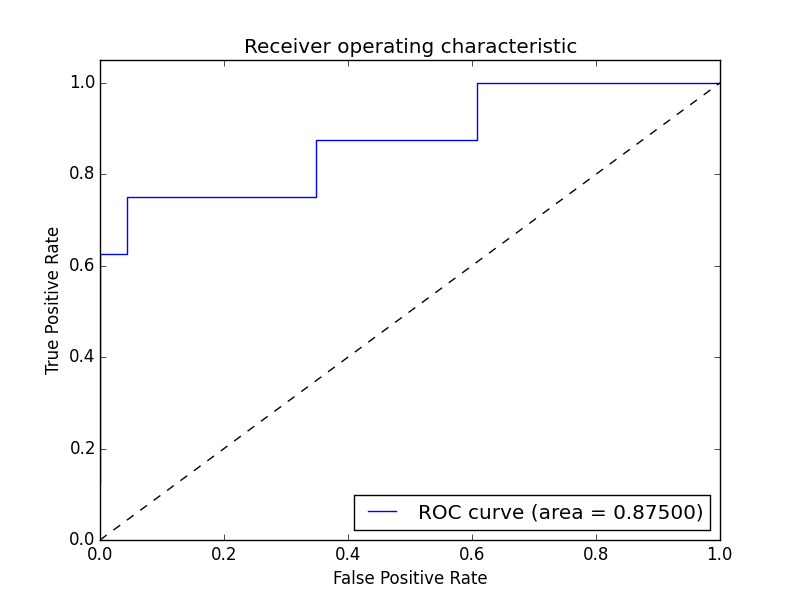 Receiver operating characteristic
1.0
0.8
0.6
0.4
0.2
0.0
True Positive Rate
ROC curve (area = 0.87500)
0.0 0.2 0.4 0.6 0.8 1.0
False Positive Rate